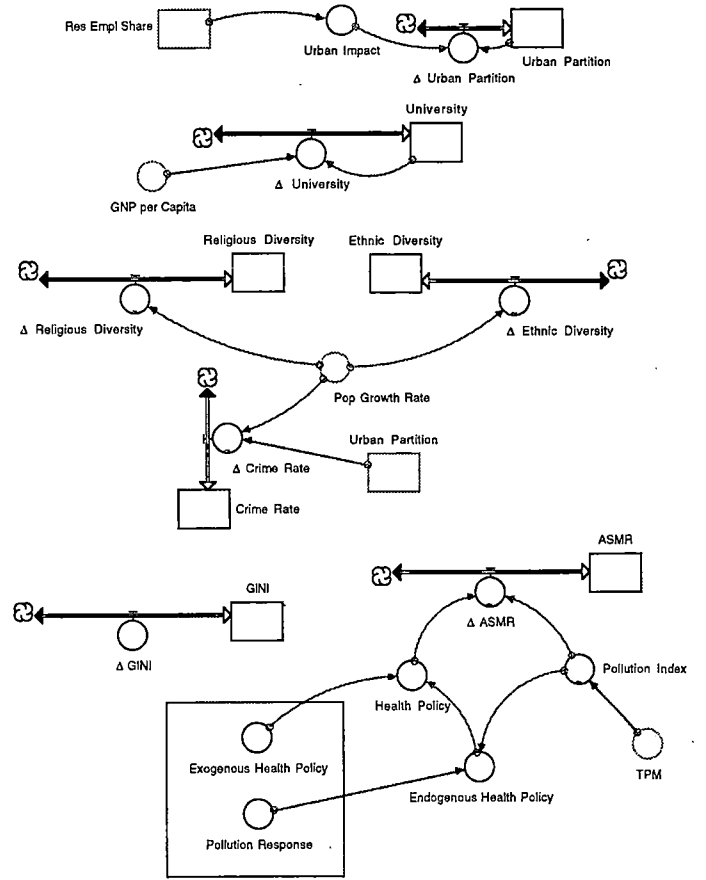 Res Empl Share
Urban Impact
Δ Urban Partition
Urban Partition
University
Δ University
GNP per Capita
Religious Diversity
Ethnic Diversity
Δ Religious Diversity
Δ Ethnic Diversity
Pop Growth Rate
Urban Partition
Δ Crime Rate
Crime Rate
ASMR
GINI
Δ ASMR
Δ GINI
Pollution Index
Health Policy
Exogenous Health Policy
TPM
Endogenous Health Policy
Pollution Response